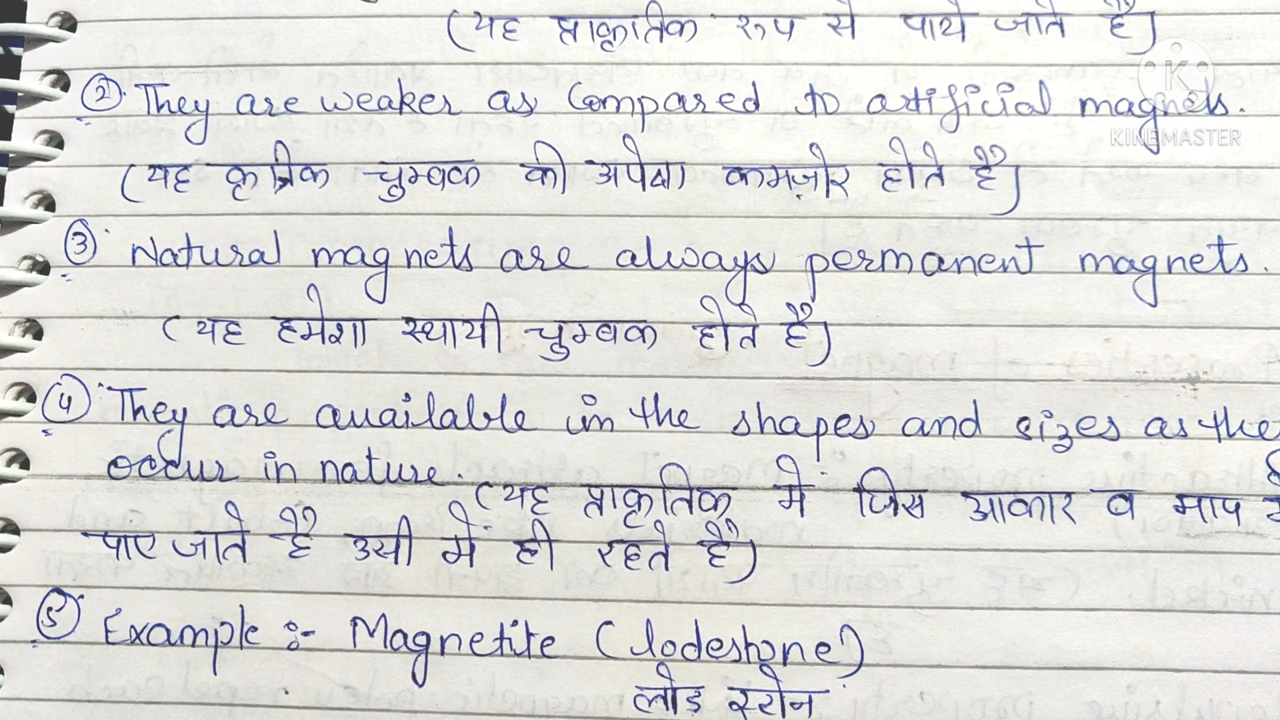 (यह प्राकृतिक रूप से पाये जाते हैं)
② They are weaker as Compared to artificial magnets.
KINEMASTER
(यह कृत्रिक चुम्बक की अपेक्षा कमज़ोर होते हैं)
③ Natural magnets are always permanent magnets.
(यह हमेशा स्थायी चुम्बक होते हैं)
④ They are available in the shapes and sizes as the
occur in nature. (यह प्राकृतिक में जिस आकार व माप
पाए जाते हैं उसी में ही रहते हैं)
⑤ Example :- Magnetite (lodestone)
लोड स्टोन